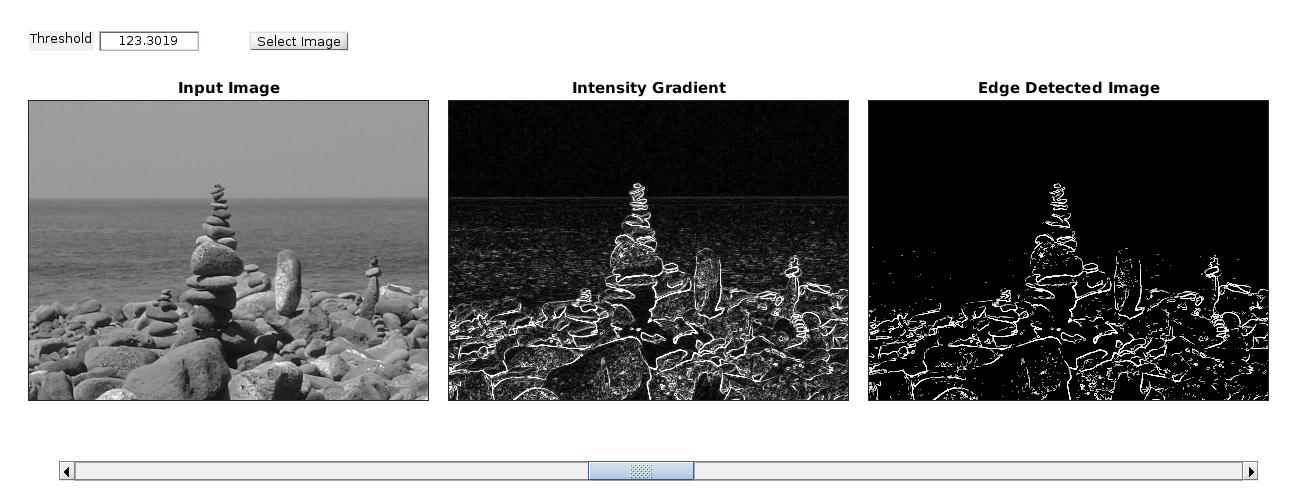 Threshold 123.3019 Select Image
Input Image
Intensity Gradient
Edge Detected Image